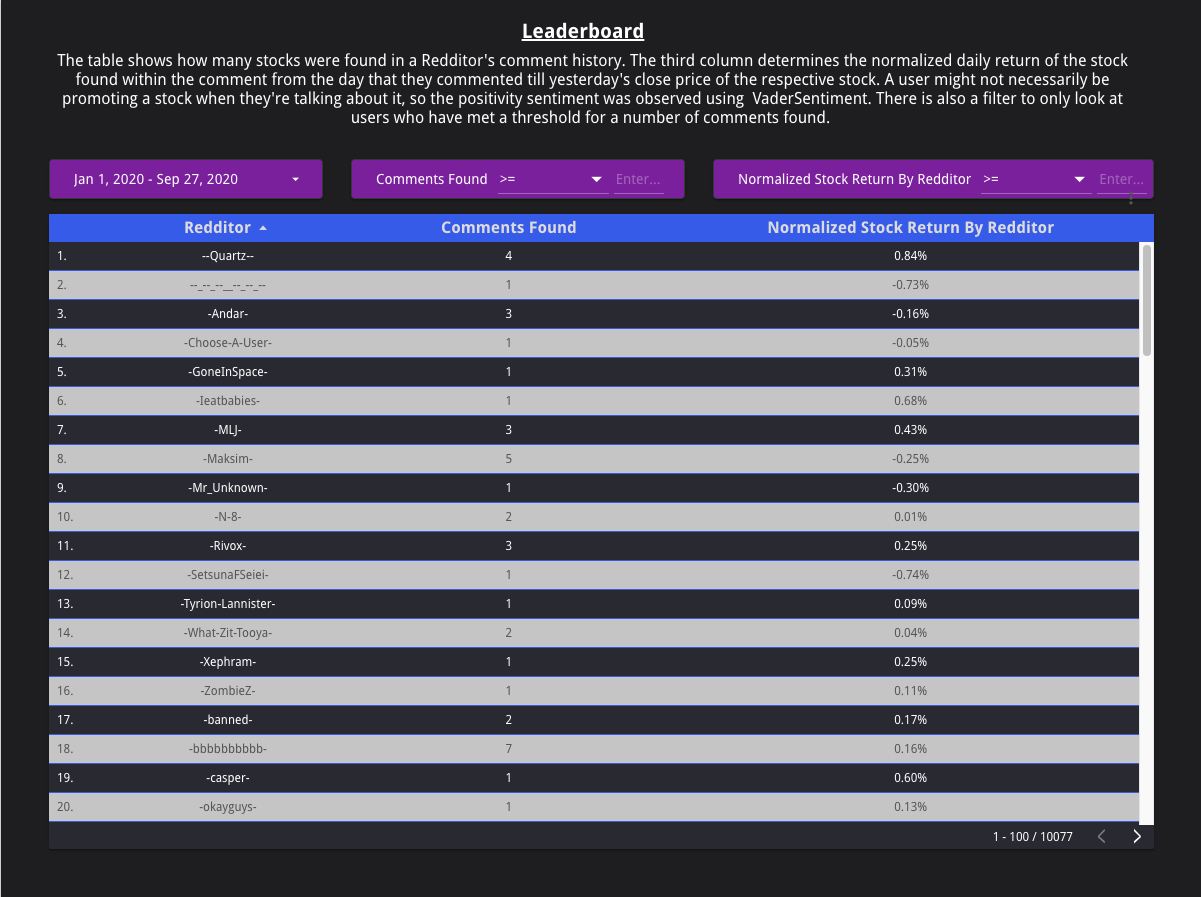 Leaderboard
The table shows how many stocks were found in a Redditor's comment history. The third column determines the normalized daily return of the stock
found within the comment from the day that they commented till yesterday's close price of the respective stock. A user might not necessarily be
promoting a stock when they're talking about it, so the positivity sentiment was observed using  VaderSentiment. There is also a filter to only look at
users who have met a threshold for a number of comments found.
Jan 1, 2020 - Sep 27, 2020 Comments Found >= Enter... Normalized Stock Return By Redditor >= Enter...
Redditor Comments Found Normalized Stock Return By Redditor
1. --Quartz-- 4 0.84%
2. --_--_--__--_--_-- 1 -0.73%
3. -Andar- 3 -0.16%
4. -Choose-A-User- 1 -0.05%
5. -GoneInSpace- 1 0.31%
6. -Ieatbabies- 1 0.68%
7. -MLJ- 3 0.43%
8. -Maksim- 5 -0.25%
9. -Mr_Unknown- 1 -0.30%
10. -N-8- 2 0.01%
11. -Rivox- 3 0.25%
12. -SetsunaFSeiei- 1 -0.74%
13. -Tyrion-Lannister- 1 0.09%
14. -What-Zit-Tooya- 2 0.04%
15. -Xephram- 1 0.25%
16. -ZombieZ- 1 0.11%
17. -banned- 2 0.17%
18. -bbbbbbbbbb- 7 0.16%
19. -casper- 1 0.60%
20. -okayguys- 1 0.13%
1 - 100 / 10077